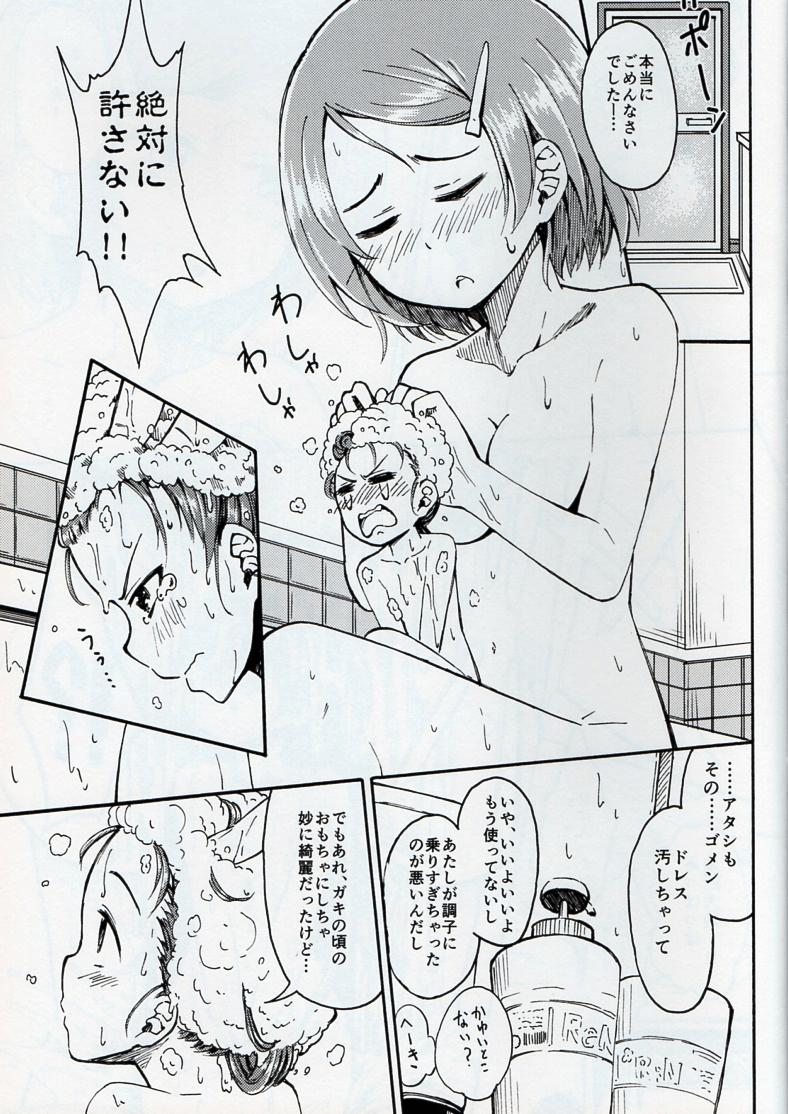 ポーン
本当に
ごめんなさい
でした！…
絶対に
許さない!!
わしゃ
わしゃ
うぅぅ…
……アタシも
その……ゴメン
ドレス
汚しちゃって
いや、いいよいいよ
もう使ってないし
あたしが調子に
乗りすぎちゃった
のが悪いんだし
かゆいとこ
ない？
へーき
でもあれ、ガキの頃の
おもちゃにしちゃ
妙に綺麗だったけど…